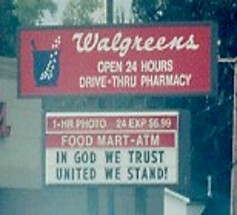 Walgreens
OPEN 24 HOURS
DRIVE-THRU PHARMACY
1-HR PHOTO 24 EXP $6.99
FOOD MART-ATM
IN GOD WE TRUST
UNITED WE STAND!